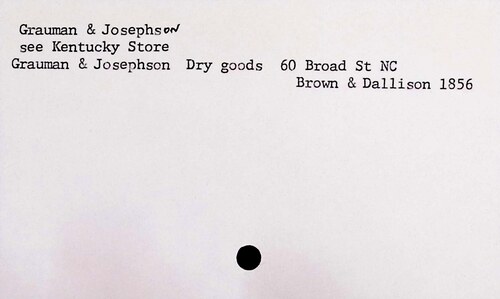 Grauman & Josephson
see Kentucky Store
Grauman & Josephson Dry goods 60 Broad St NC
Brown & Dallison 1856